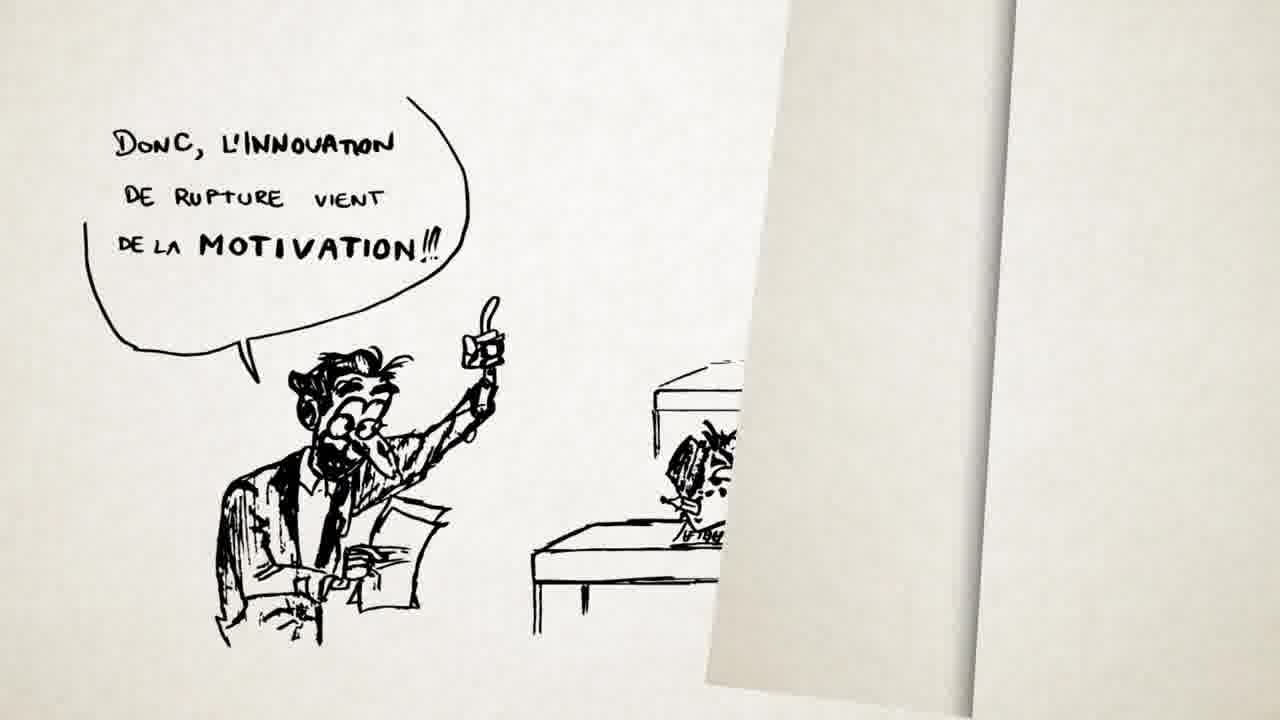 DONC, L'INNOVATION
DE RUPTURE VIENT
DE LA MOTIVATION!!!